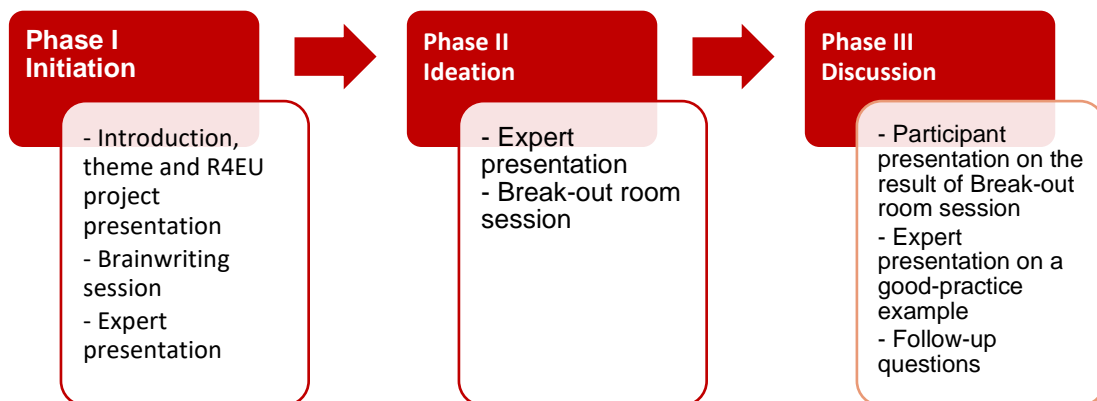 Phase I
Initiation
- Introduction,
theme and R4EU
project
presentation
- Brainwriting
session
- Expert
presentation
Phase II
Ideation
- Expert
presentation
- Break-out room
session
Phase III
Discussion
- Participant
presentation on the
result of Break-out
room session
- Expert
presentation on a
good-practice
example
- Follow-up
questions